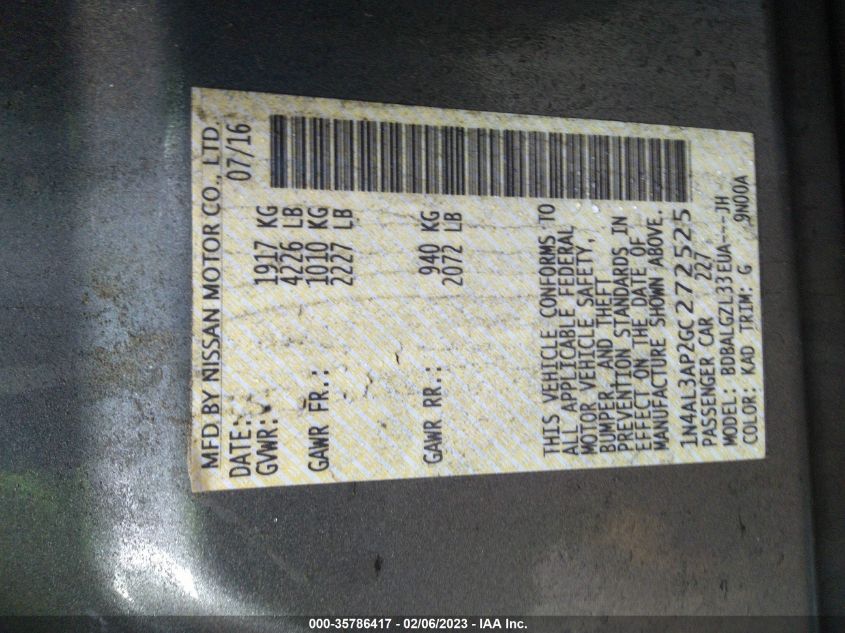 MFD BY NISSAN MOTOR CO., LTD.
DATE: 07/16
GVWR: 1917 KG
4226 LB
GAWR FR.: 1010 KG
2227 LB
GAWR RR.: 940 KG
2072 LB
THIS VEHICLE CONFORMS TO
ALL APPLICABLE FEDERAL
MOTOR VEHICLE SAFETY,
BUMPER, AND THEFT
PREVENTION STANDARDS IN
EFFECT ON THE DATE OF
MANUFACTURE SHOWN ABOVE.
1N4AL3AP2GC272525
PASSENGER CAR 227
MODEL: BDBALGZL33EUA---JH
COLOR: KAD TRIM: G 9N00A
000-35786417 - 02/06/2023 - IAA Inc.